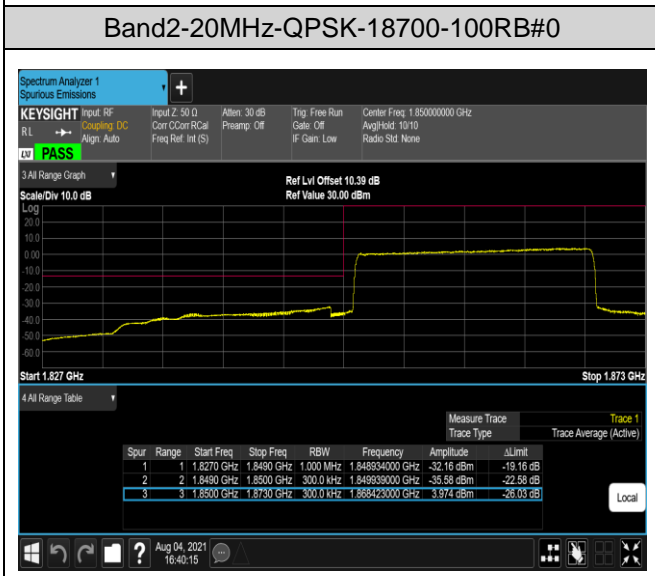 Band2-20MHz-QPSK-18700-100RB#0
Spectrum Analyzer 1
Spurious Emissions
+
KEYSIGHT Input: RF Input Z: 50 Ω Atten: 30 dB Trig: Free Run Center Freq: 1.850000000 GHz
RL Coupling: DC Corr CCorr RCal Preamp: Off Gate: Off Avg|Hold: 10/10
Align: Auto Freq Ref: Int (S) IF Gain: Low Radio Std: None
LXI PASS
3 All Range Graph
Ref Lvl Offset 10.39 dB
Scale/Div 10.0 dB Ref Value 30.00 dBm
Log
20.0
10.0
0.00
-10.0
-20.0
-30.0
-40.0
-50.0
-60.0
Start 1.827 GHz Stop 1.873 GHz
4 All Range Table
Measure Trace Trace 1
Trace Type Trace Average (Active)
Spur Range Start Freq Stop Freq RBW Frequency Amplitude ΔLimit
1 1 1.8270 GHz 1.8490 GHz 1.000 MHz 1.848934000 GHz -32.16 dBm -19.16 dB
2 2 1.8490 GHz 1.8500 GHz 300.0 kHz 1.849939000 GHz -35.58 dBm -22.58 dB
3 3 1.8500 GHz 1.8730 GHz 300.0 kHz 1.868423000 GHz 3.974 dBm -26.03 dB
Local
? Aug 04, 2021
16:40:15